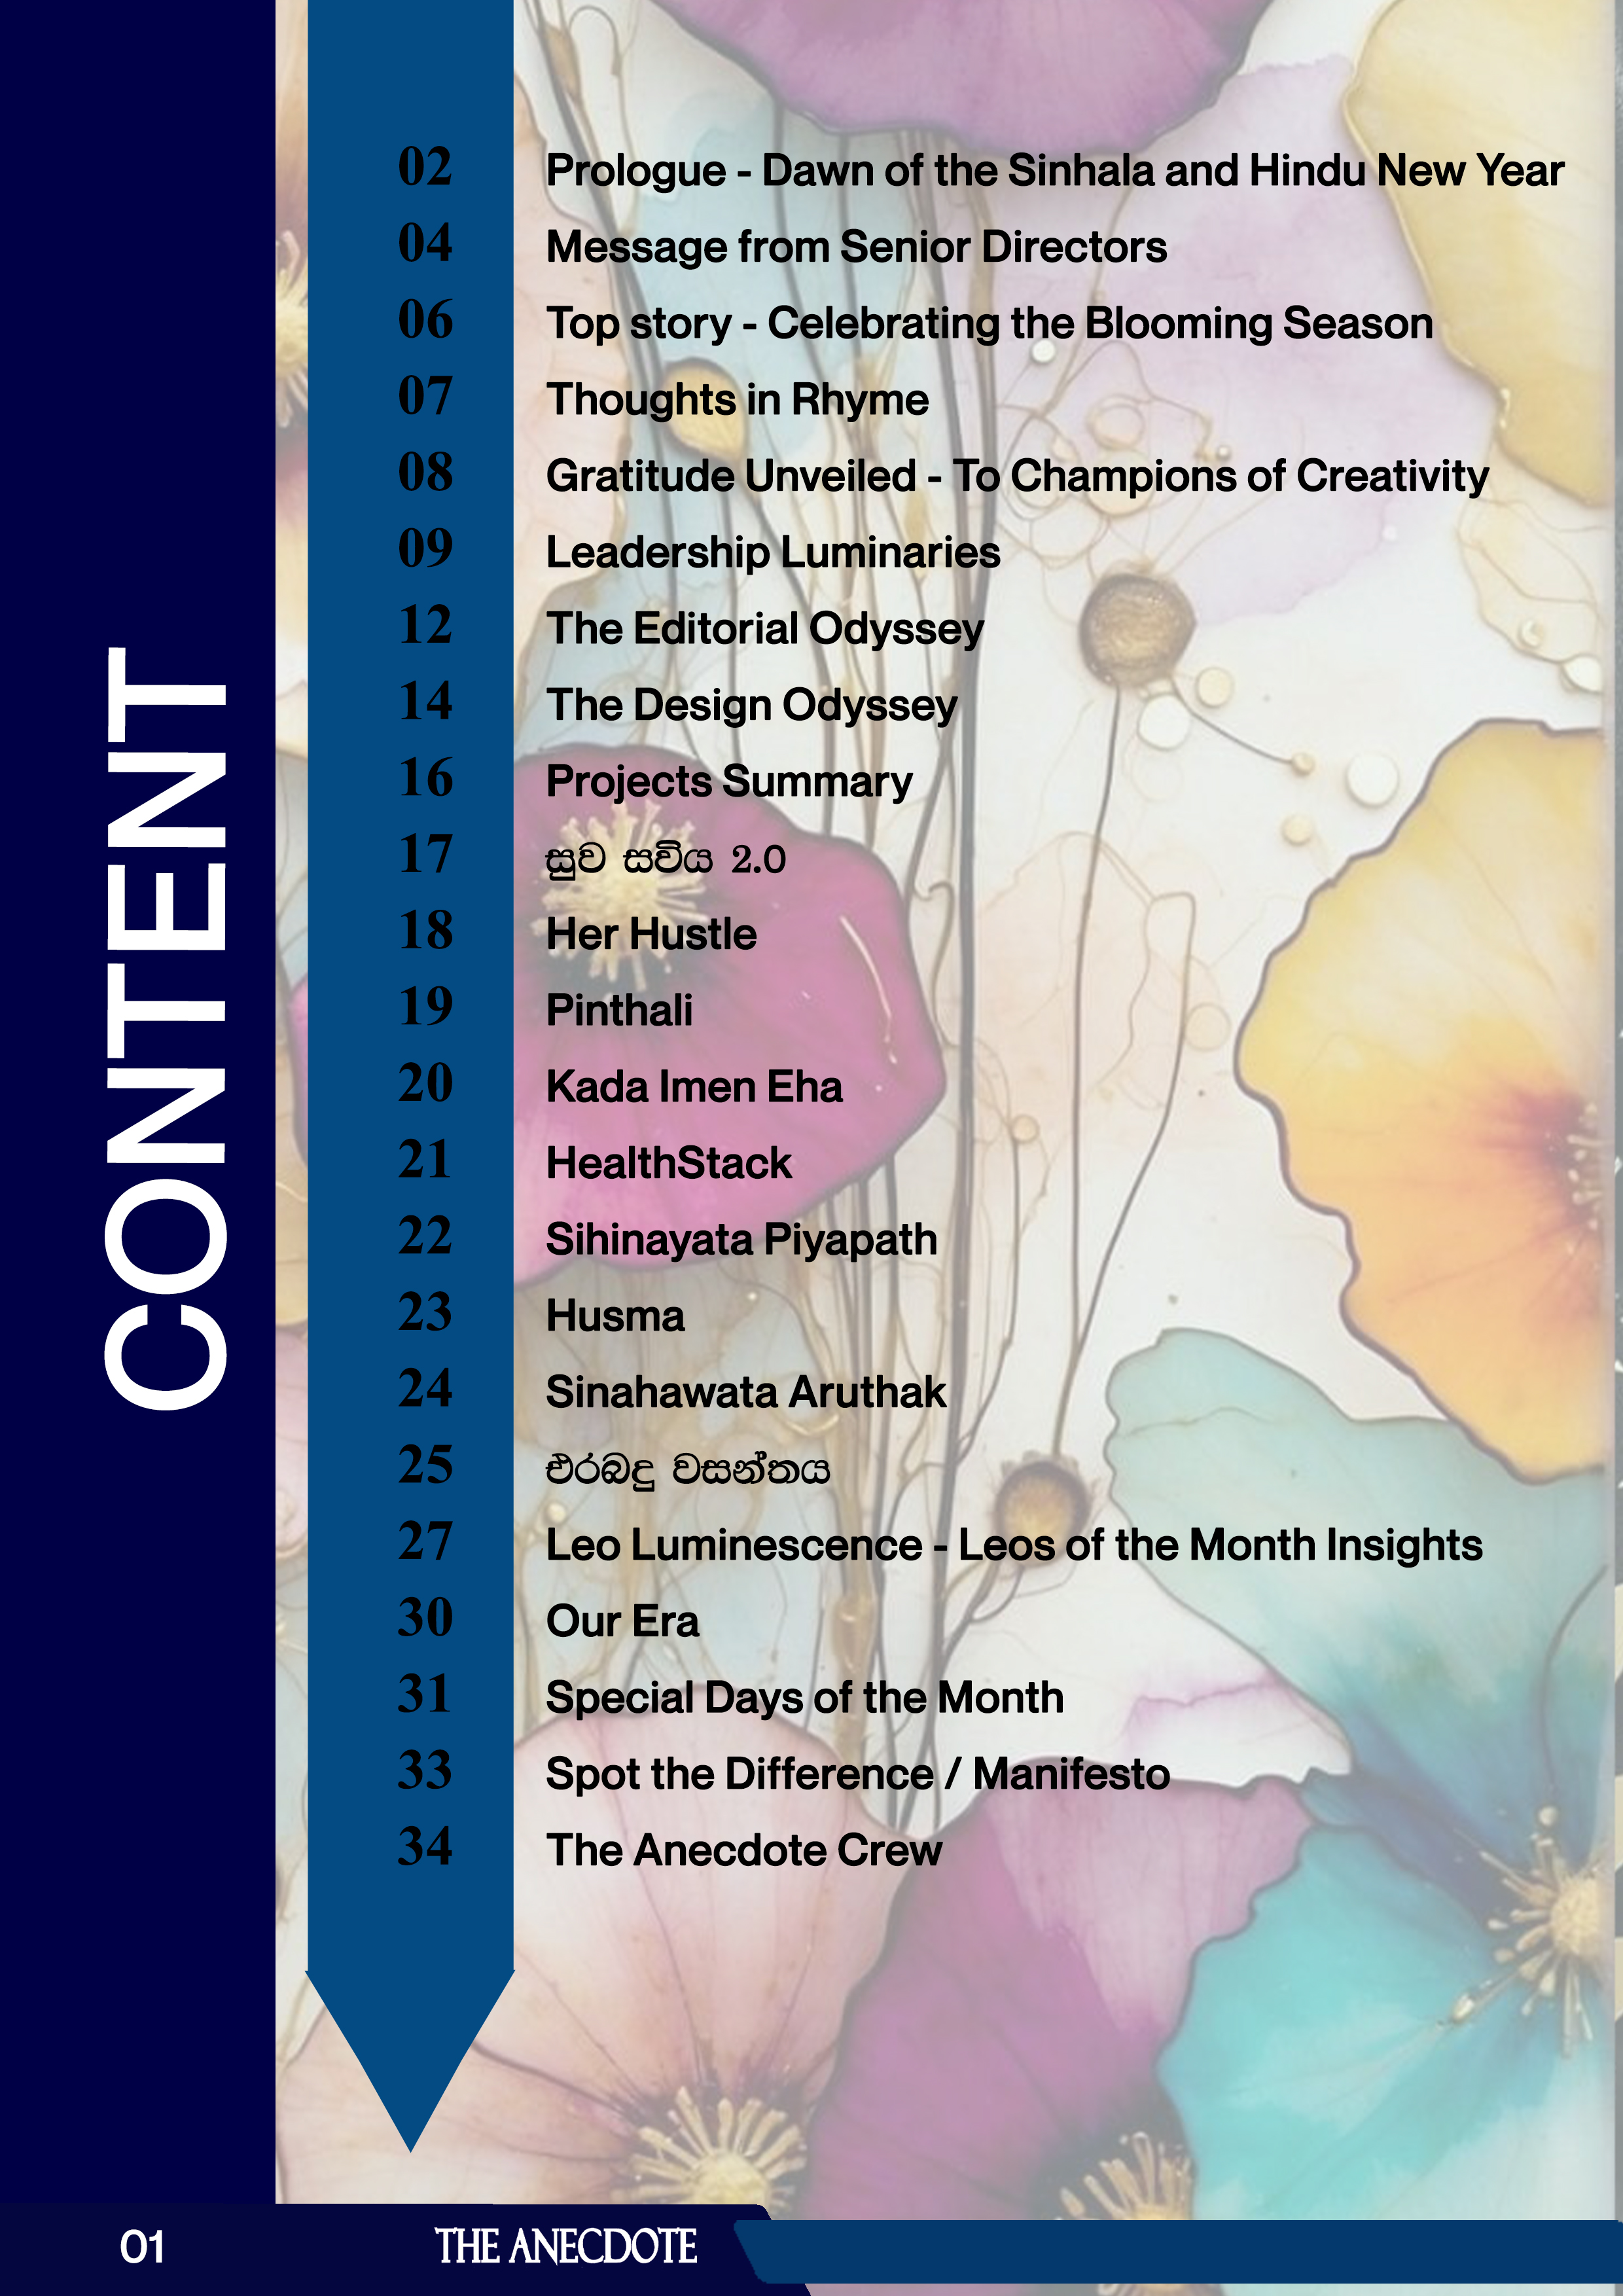 CONTENT
02 Prologue - Dawn of the Sinhala and Hindu New Year
04 Message from Senior Directors
06 Top story - Celebrating the Blooming Season
07 Thoughts in Rhyme
08 Gratitude Unveiled - To Champions of Creativity
09 Leadership Luminaries
12 The Editorial Odyssey
14 The Design Odyssey
16 Projects Summary
17 සුව සවිය 2.0
18 Her Hustle
19 Pinthali
20 Kada Imen Eha
21 HealthStack
22 Sihinayata Piyapath
23 Husma
24 Sinahawata Aruthak
25 එරබදු වසන්තය
27 Leo Luminescence - Leos of the Month Insights
30 Our Era
31 Special Days of the Month
33 Spot the Difference / Manifesto
34 The Anecdote Crew
01 THE ANECDOTE